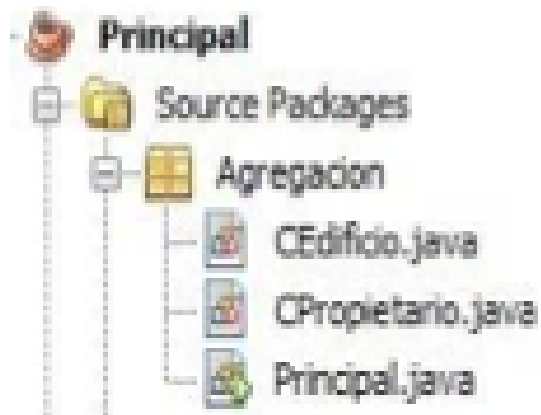 Principal
Source Packages
Agregacion
CEdificio.java
CPropietario.java
Principal.java